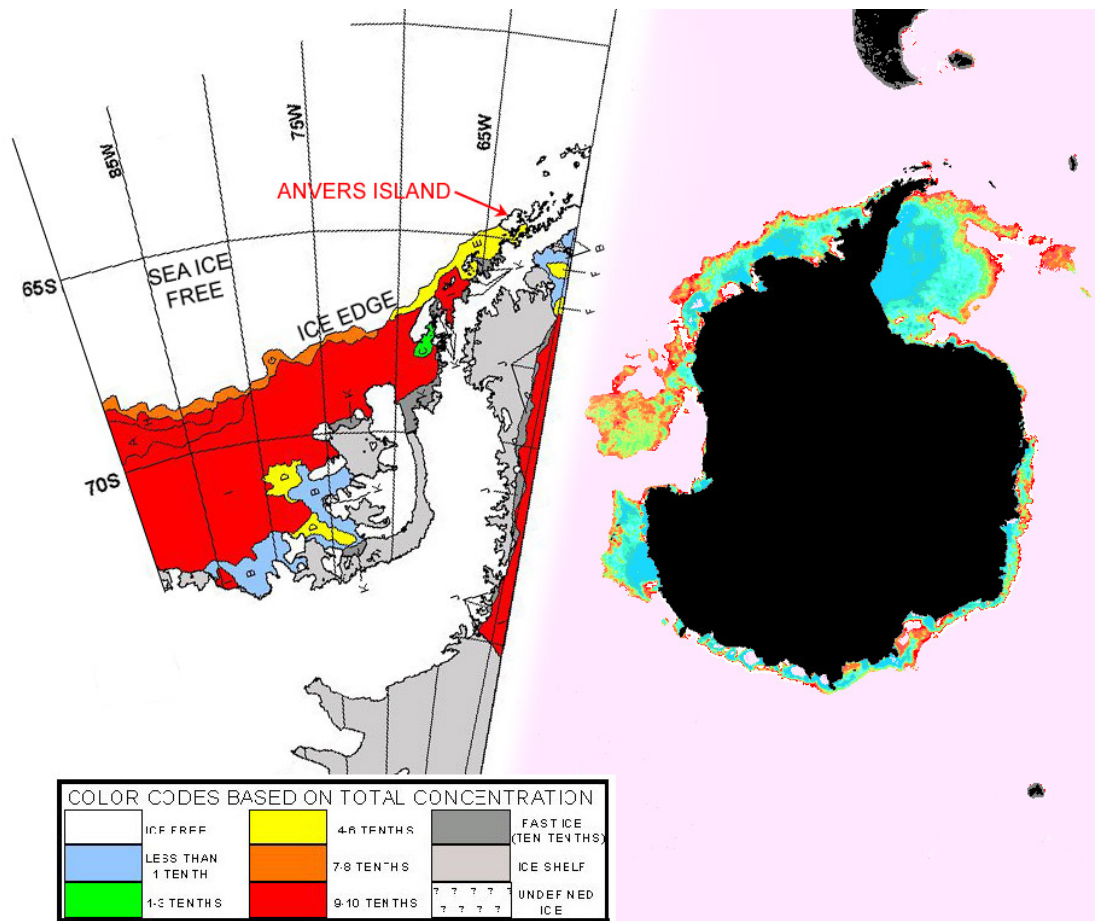 85W
75W
65W
ANVERS ISLAND
65S
SEA ICE
FREE
ICE EDGE
70S
E
K
B
F
F
G
K
A
I
D
B
D
B
K
COLOR CODES BASED ON TOTAL CONCENTRATION
ICE FREE
4-6 TENTHS
FAST ICE
(TEN TENTHS)
LESS THAN
1 TENTH
7-8 TENTHS
ICE SHELF
1-3 TENTHS
9-10 TENTHS
? ? ? ? ?
? ? ? ? ?
UNDEFINED
ICE